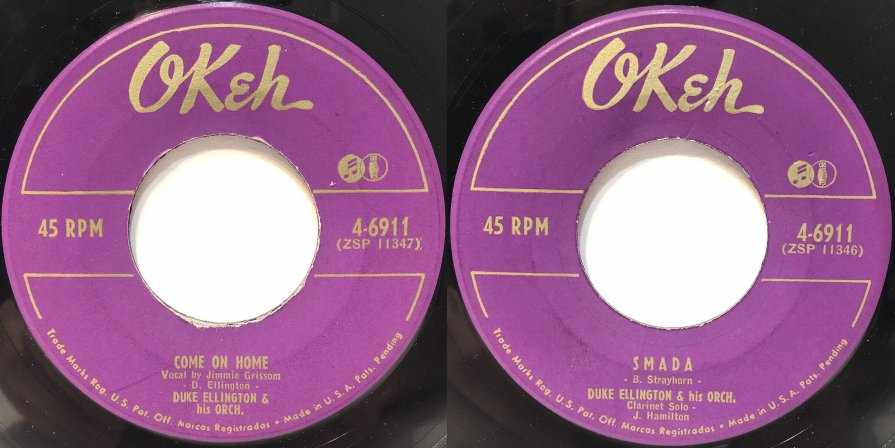 OKeh
45 RPM
4-6911
(ZSP 11347)
COME ON HOME
Vocal by Jimmie Grissom
- D. Ellington -
DUKE ELLINGTON &
his ORCH.
Trade Marks Reg. U.S. Pat. Off. Marcas Registradas • Made in U.S.A. Pats. Pending
OKeh
45 RPM
4-6911
(ZSP 11346)
SMADA
- B. Strayhorn -
DUKE ELLINGTON & his ORCH.
Clarinet Solo -
J. Hamilton
Trade Marks Reg. U.S. Pat. Off. Marcas Registradas • Made in U.S.A. Pats. Pending